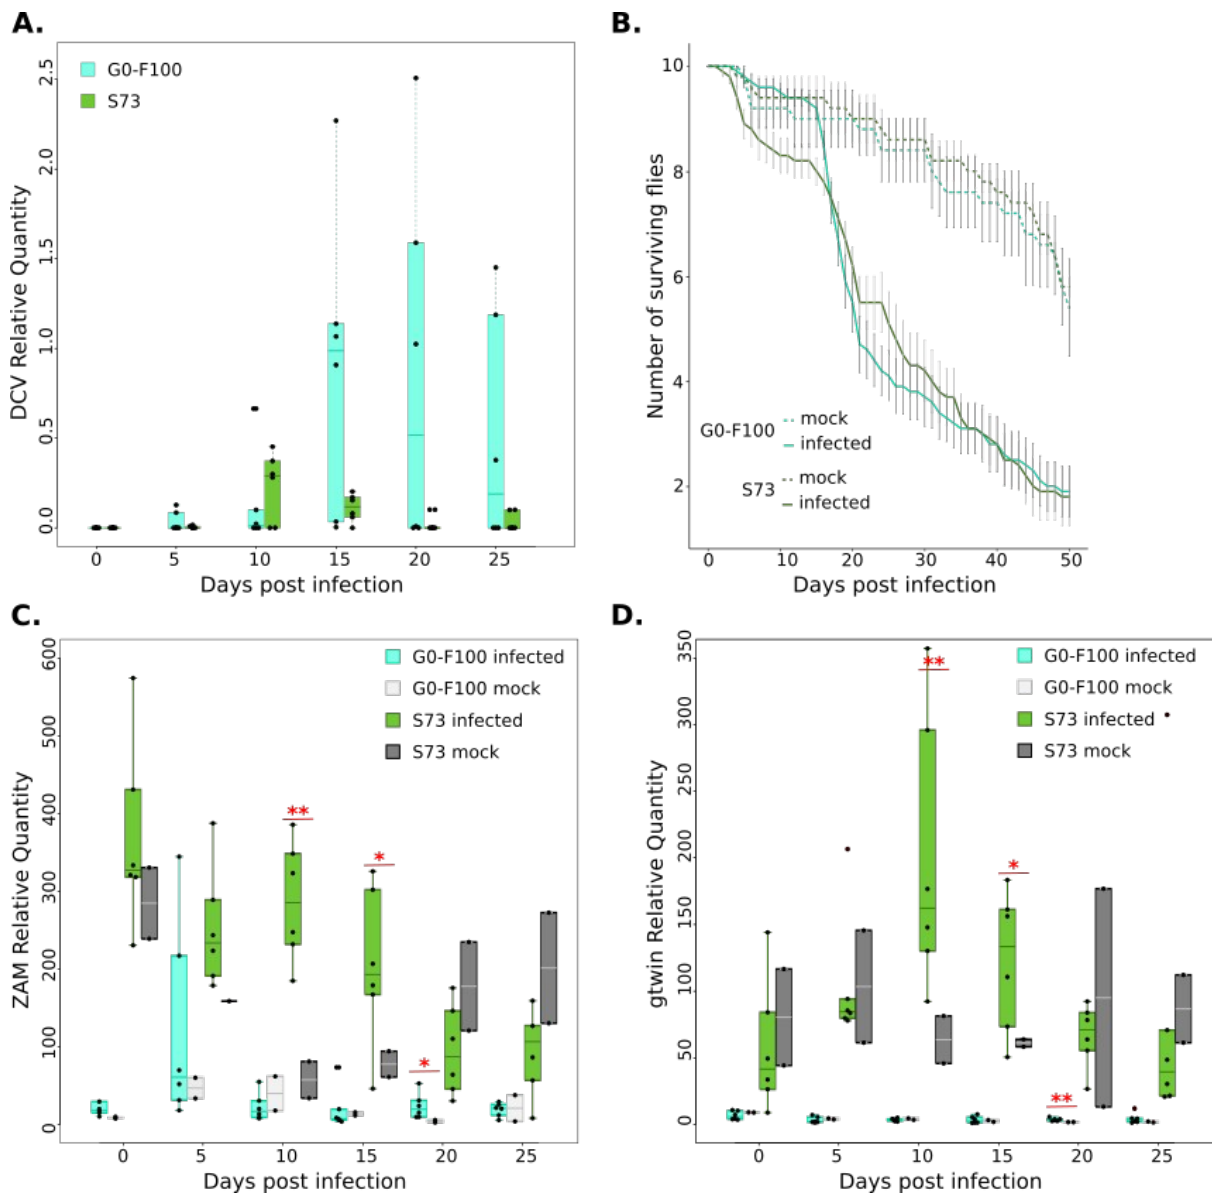 A.
G0-F100
S73
DCV Relative Quantity
0.0
0.5
1.0
1.5
2.0
2.5
0
5
10
15
20
25
Days post infection
B.
Number of surviving flies
10
8
6
4
2
G0-F100
mock
infected
S73
mock
infected
0
10
20
30
40
50
Days post infection
C.
G0-F100 infected
G0-F100 mock
S73 infected
S73 mock
ZAM Relative Quantity
0
100
200
300
400
500
600
**
*
*
0
5
10
15
20
25
Days post infection
D.
G0-F100 infected
G0-F100 mock
S73 infected
S73 mock
gtwin Relative Quantity
0
50
100
150
200
250
300
350
**
*
**
0
5
10
15
20
25
Days post infection